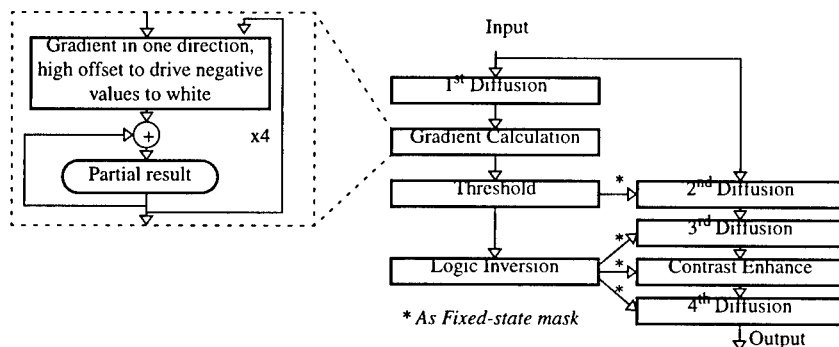 Gradient in one direction,
high offset to drive negative
values to white
+
x4
Partial result
Input
1st Diffusion
Gradient Calculation
Threshold
*
2nd Diffusion
*
3rd Diffusion
Logic Inversion
*
Contrast Enhance
*
4th Diffusion
* As Fixed-state mask
Output